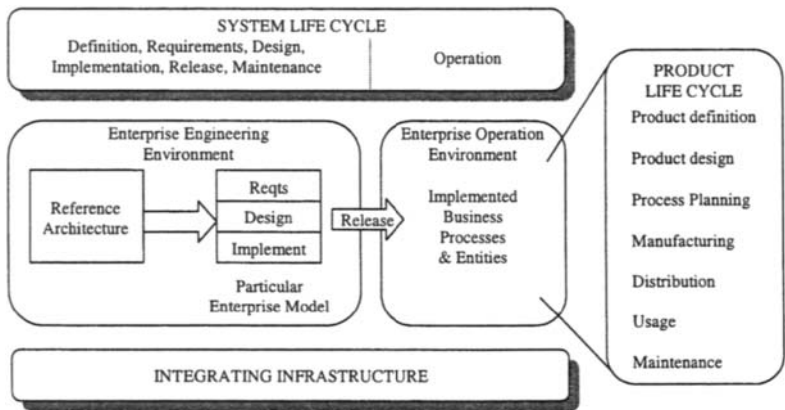 SYSTEM LIFE CYCLE
Definition, Requirements, Design,
Implementation, Release, Maintenance
Operation
Enterprise Engineering
Environment
Reference
Architecture
Reqts
Design
Implement
Particular
Enterprise Model
Release
Enterprise Operation
Environment
Implemented
Business
Processes
& Entities
PRODUCT
LIFE CYCLE
Product definition
Product design
Process Planning
Manufacturing
Distribution
Usage
Maintenance
INTEGRATING INFRASTRUCTURE